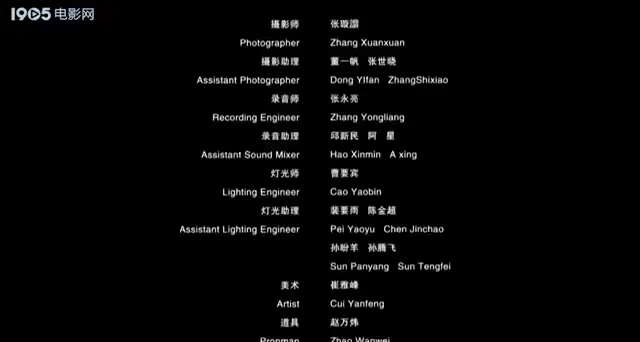 1905电影网
摄影师 张璇譞
Photographer Zhang Xuanxuan
摄影助理 董一帆 张世晓
Assistant Photographer Dong YIfan ZhangShixiao
录音师 张永亮
Recording Engineer Zhang Yongliang
录音助理 邱新民 阿 星
Assistant Sound Mixer Hao Xinmin A xing
灯光师 曹要宾
Lighting Engineer Cao Yaobin
灯光助理 裴要雨 陈金超
Assistant Lighting Engineer Pei Yaoyu Chen Jinchao
孙盼羊 孙腾飞
Sun Panyang Sun Tengfei
美术 崔雅峰
Artist Cui Yanfeng
道具 赵万炜
Propman Zhao Wanwei